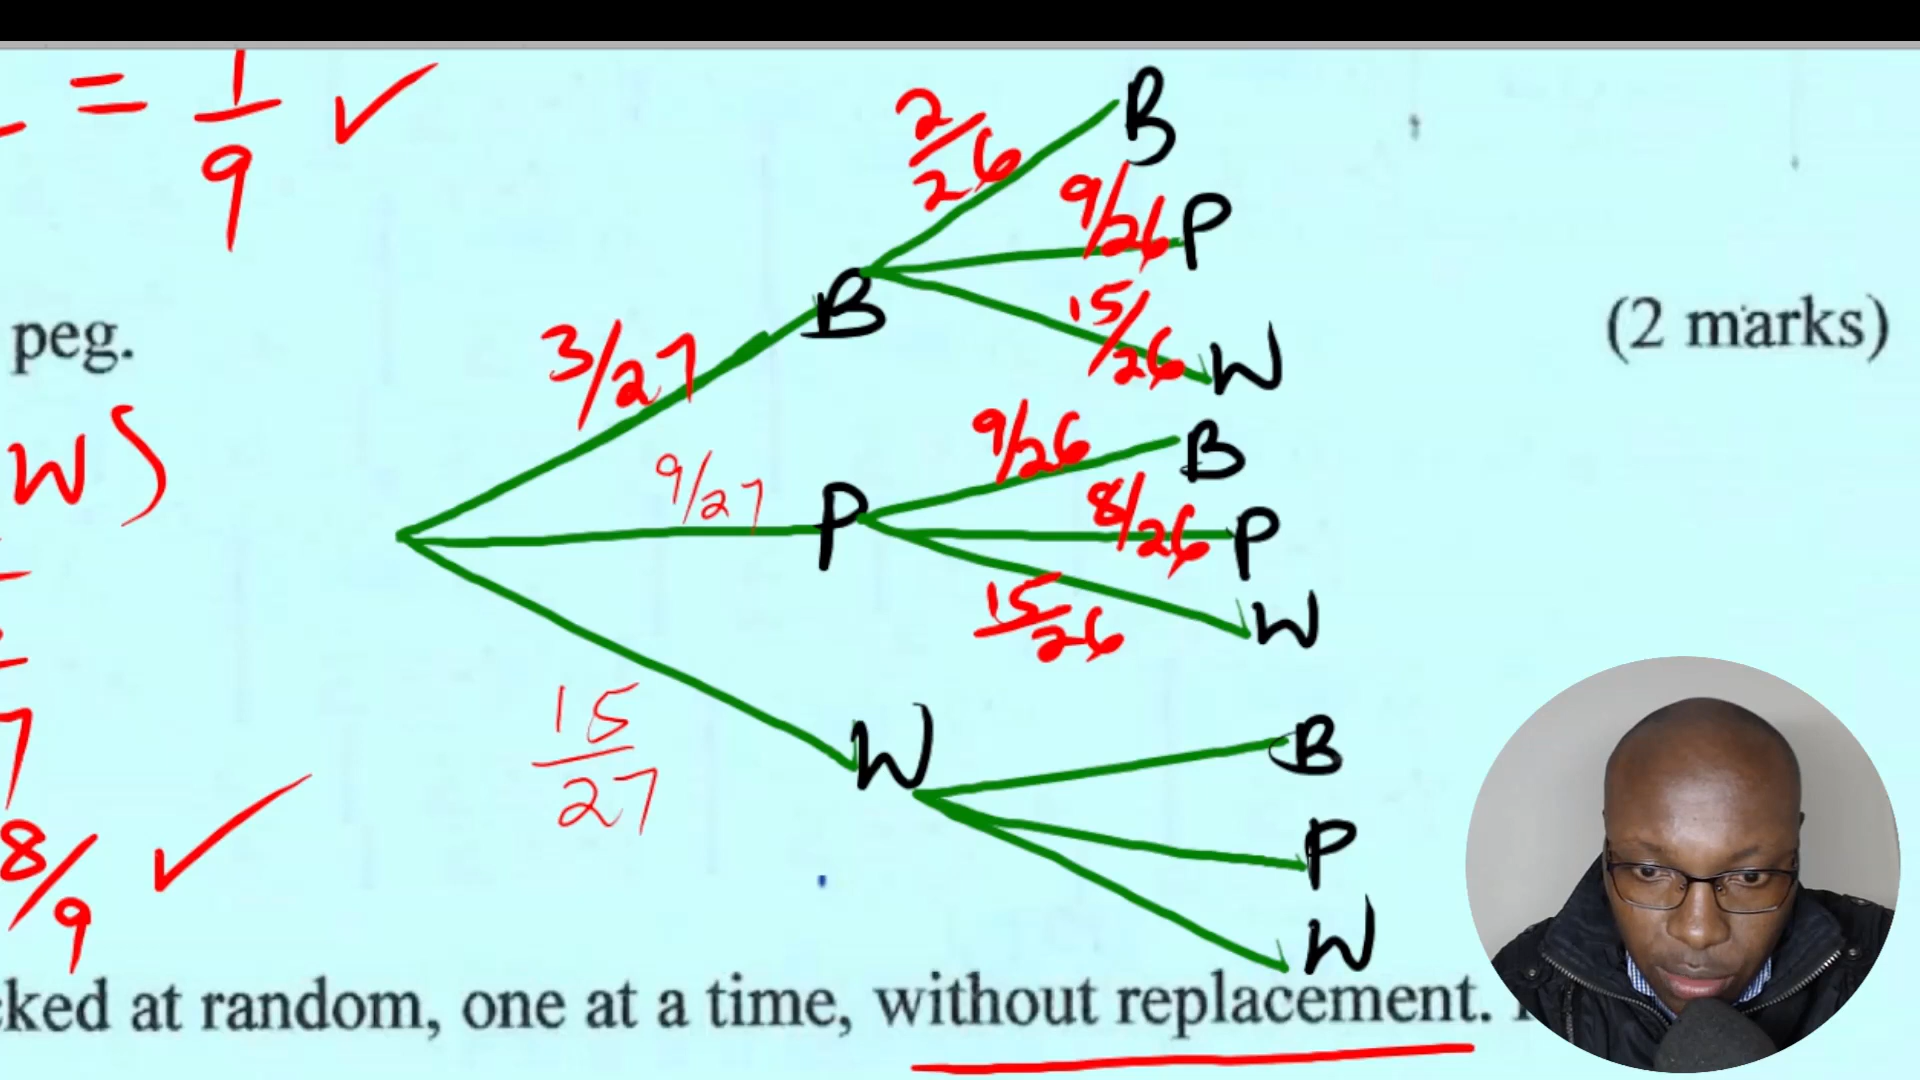 = 1/9 ✓
peg.
(2 marks)
W)
8/9 ✓
3/27 B
2/26 B
9/26 P
15/26 W
9/27 P
9/26 B
8/26 P
15/26 W
15/27 W
B
P
W
cked at random, one at a time, without replacement.